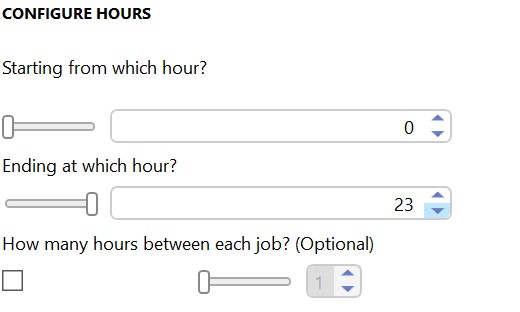 CONFIGURE HOURS
Starting from which hour?
0
Ending at which hour?
23
How many hours between each job? (Optional)
1